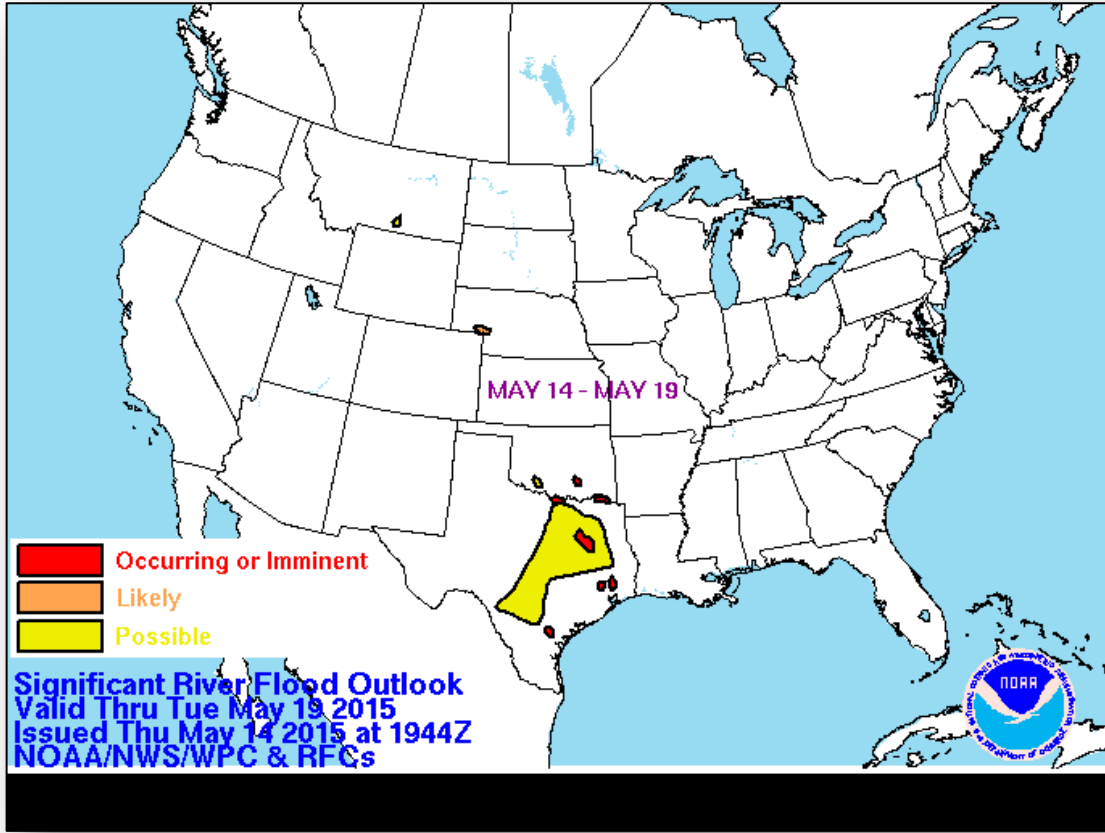 MAY 14 - MAY 19
Occurring or Imminent
Likely
Possible
Significant River Flood Outlook
Valid Thru Tue May 19 2015
Issued Thu May 14 2015 at 1944Z
NOAA/NWS/WPC & RFCs
NOAA